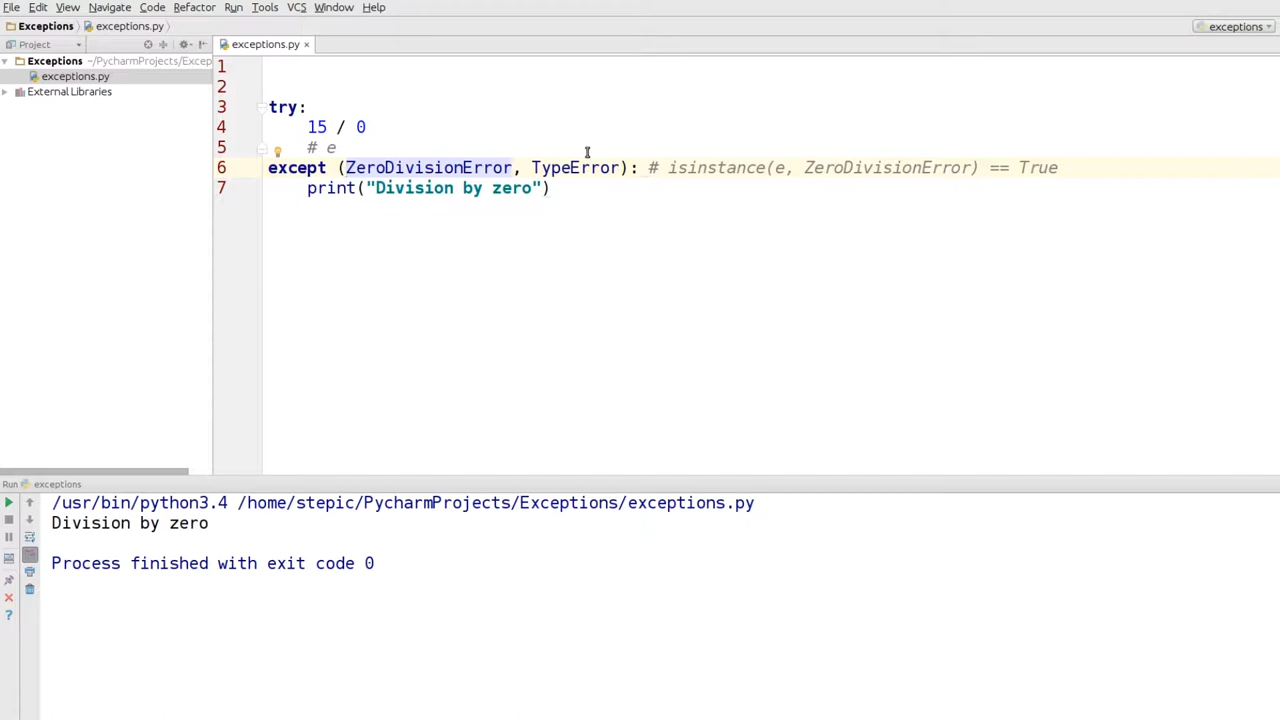 File Edit View Navigate Code Refactor Run Tools VCS Window Help
Exceptions exceptions.py exceptions
Project exceptions.py ×
Exceptions ~/PycharmProjects/Excep
exceptions.py
External Libraries
1
2
3 try:
4 15 / 0
5 # e
6 except (ZeroDivisionError, TypeError): # isinstance(e, ZeroDivisionError) == True
7 print("Division by zero")
Run exceptions
/usr/bin/python3.4 /home/stepic/PycharmProjects/Exceptions/exceptions.py
Division by zero
Process finished with exit code 0